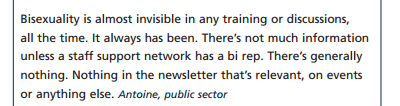 Bisexuality is almost invisible in any training or discussions,
all the time. It always has been. There’s not much information
unless a staff support network has a bi rep. There’s generally
nothing. Nothing in the newsletter that’s relevant, on events
or anything else. Antoine, public sector